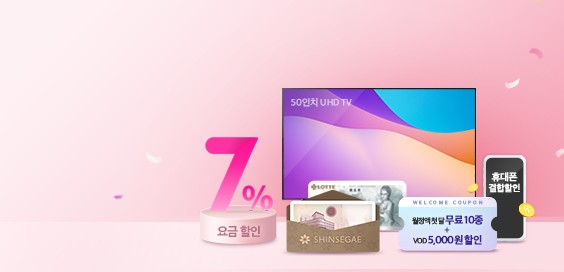 50인치 UHD TV
7%
요금 할인
LOTTE
SHINSEGAE
휴대폰
결합할인
WELCOME COUPON
월정액 첫 달 무료 10종
+
VOD 5,000원 할인